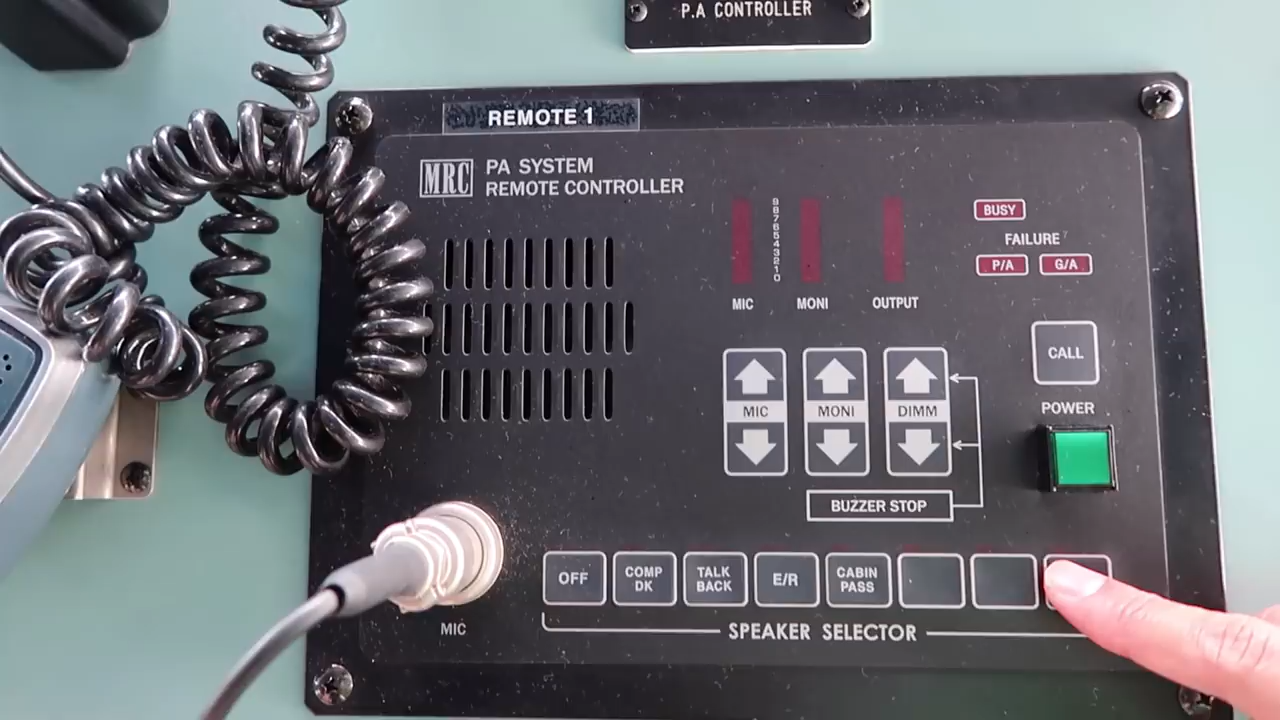 P.A CONTROLLER
REMOTE 1
MRC
PA SYSTEM
REMOTE CONTROLLER
9
8
7
6
5
4
3
2
1
0
MIC
MONI
OUTPUT
BUSY
FAILURE
P/A
G/A
CALL
POWER
MIC
MONI
DIMM
BUZZER STOP
OFF
COMP
DK
TALK
BACK
E/R
CABIN
PASS
SPEAKER SELECTOR
MIC